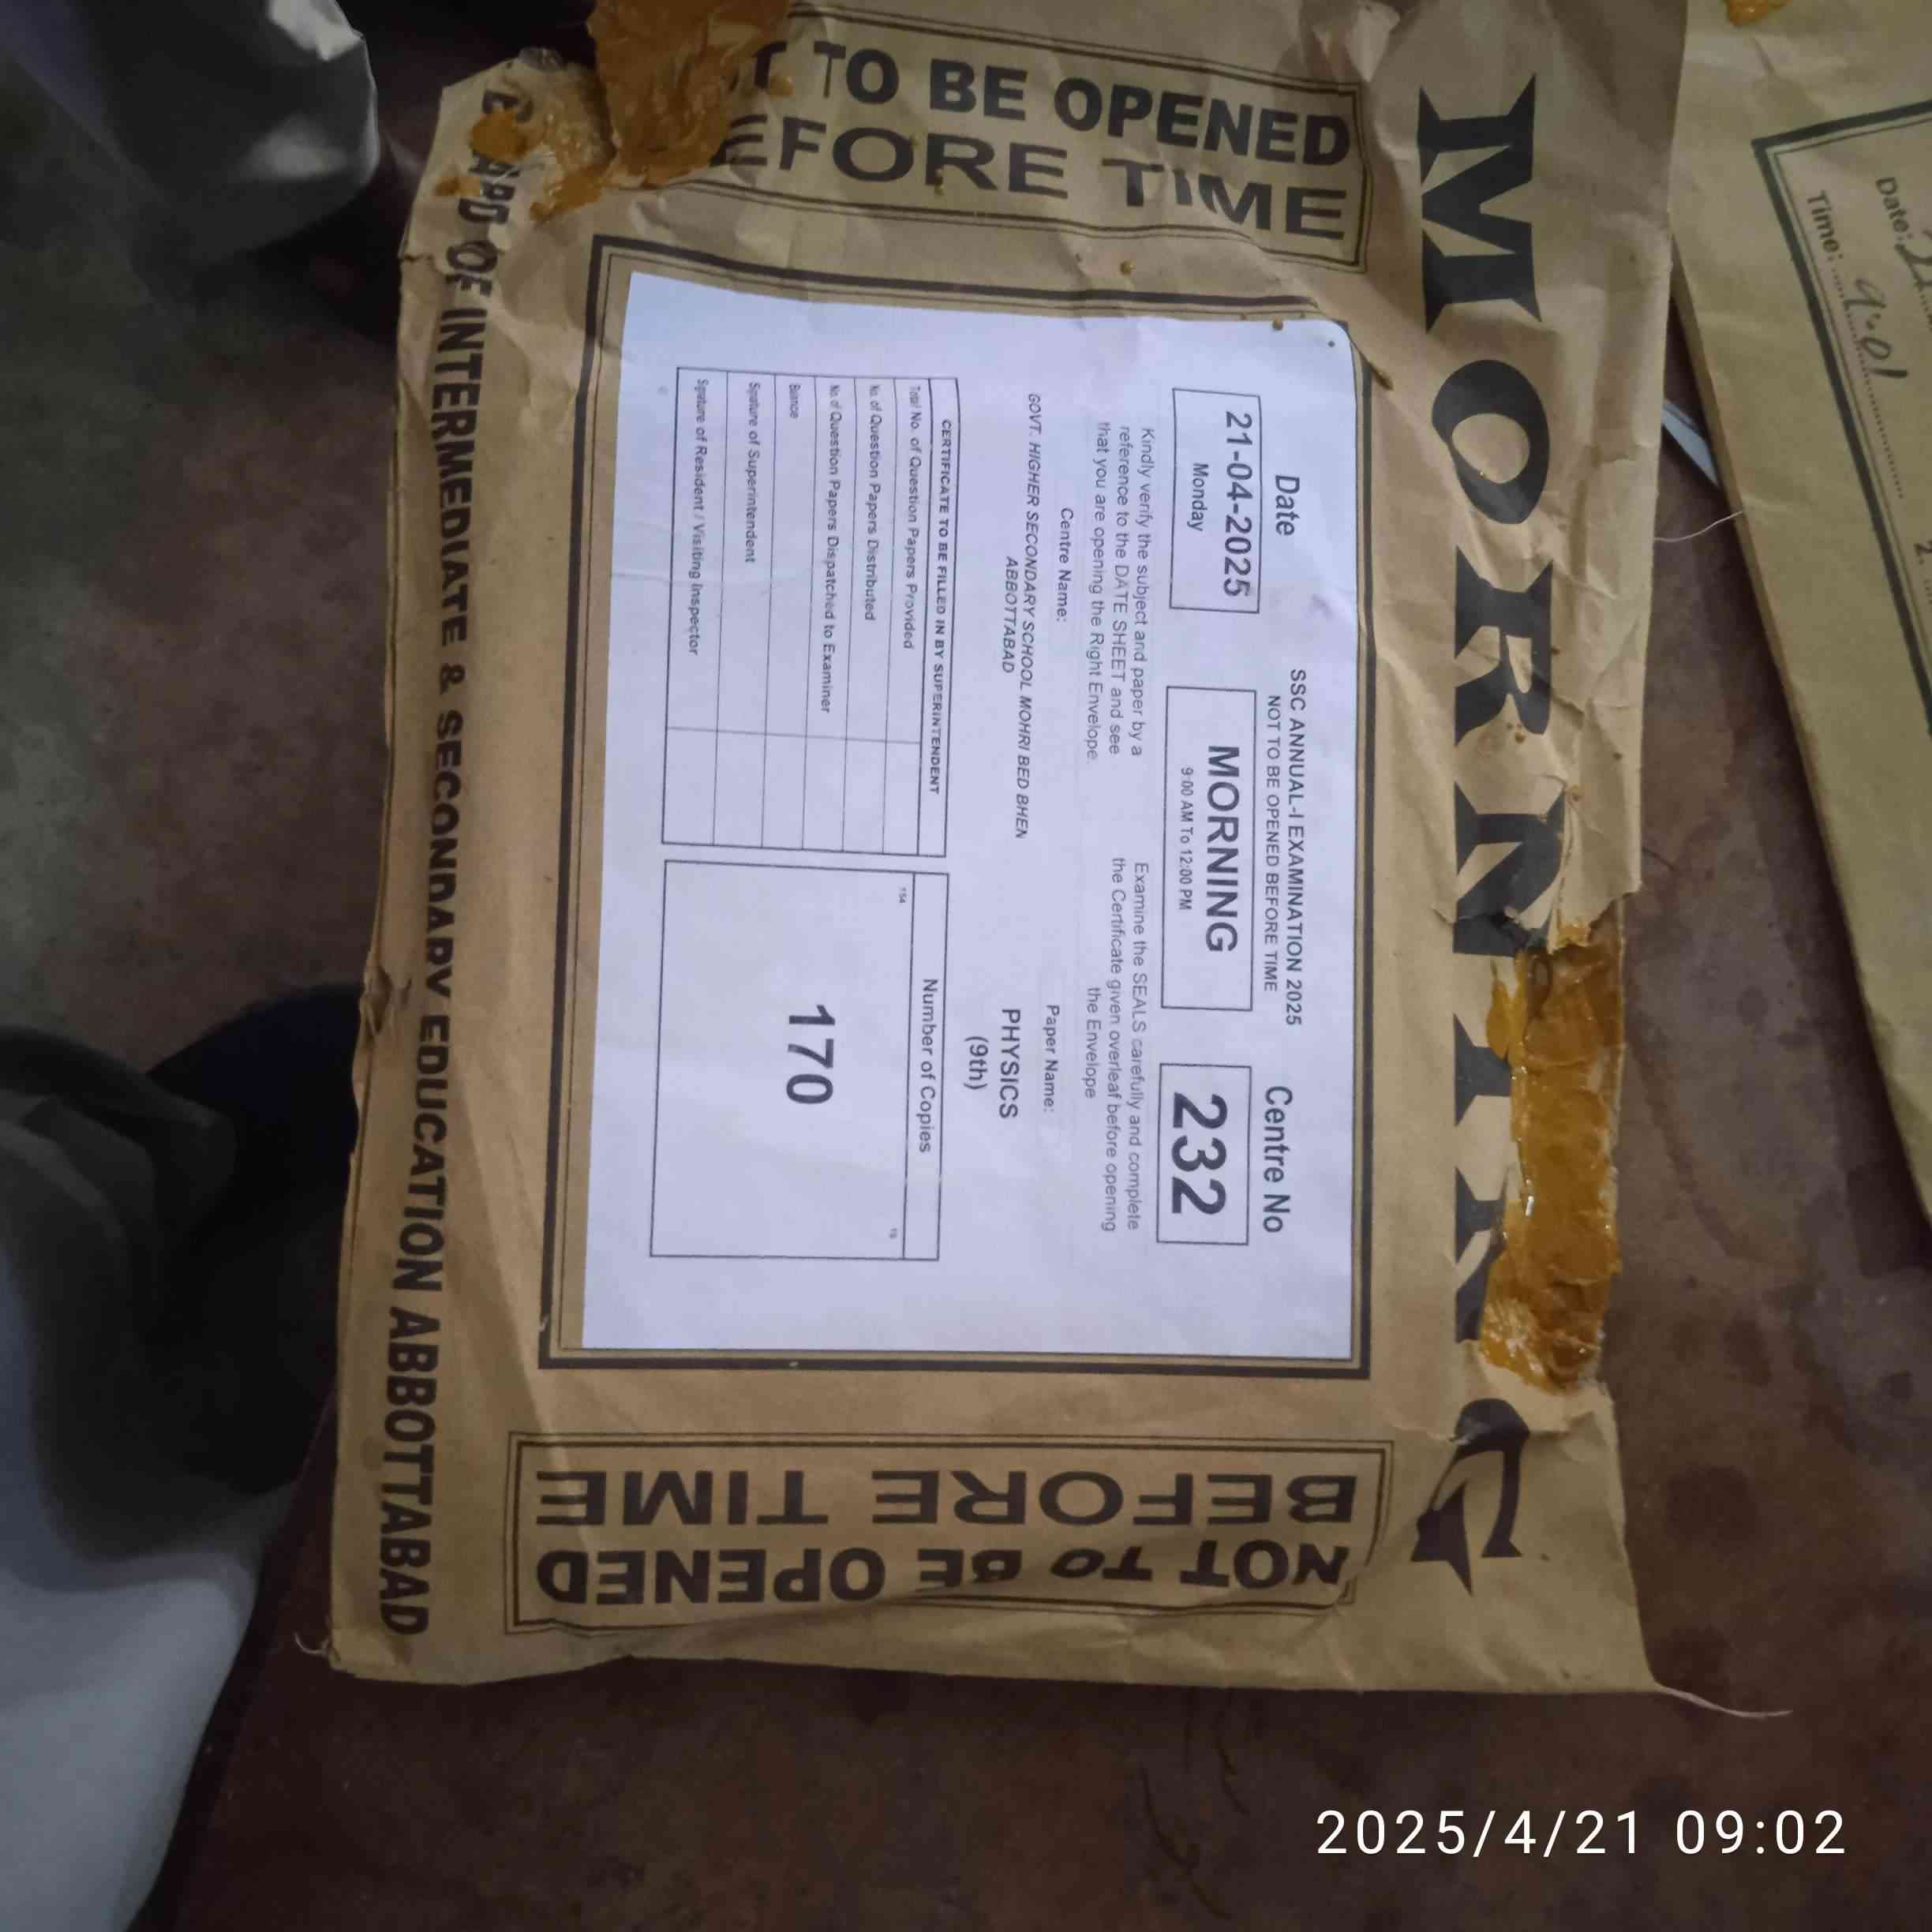 MORNING
NOT TO BE OPENED
BEFORE TIME
TO BE OPENED
BEFORE TIME
SSC ANNUAL-I EXAMINATION 2025
NOT TO BE OPENED BEFORE TIME
Date
21-04-2025
Monday
MORNING
9:00 AM To 12:00 PM
Centre No
232
Kindly verify the subject and paper by a
reference to the DATE SHEET and see
that you are opening the Right Envelope.
Examine the SEALS carefully and complete
the Certificate given overleaf before opening
the Envelope
Centre Name:
GOVT. HIGHER SECONDARY SCHOOL MOHRI BED BHEN
ABBOTTABAD
Paper Name:
PHYSICS
(9th)
CERTIFICATE TO BE FILLED IN BY SUPERINTENDENT
Total No. of Question Papers Provided
No. of Question Papers Distributed
No. of Question Papers Dispatched to Examiner
Balance
Signature of Superintendent
Signature of Resident / Visiting Inspector
Number of Copies
154
170
BOARD OF INTERMEDIATE & SECONDARY EDUCATION ABBOTTABAD
Date:
Time: 9:01
2025/4/21 09:02